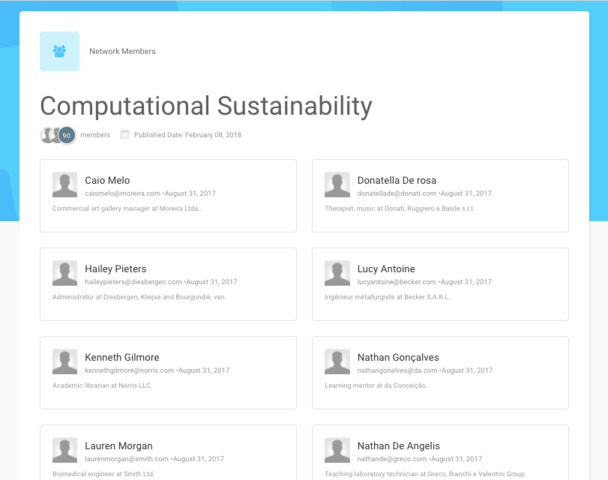 Network Members
Computational Sustainability
90 members Published Date: February 08, 2018
Caio Melo
caiomelo@moreira.com •August 31, 2017
Commercial art gallery manager at Moreira Ltda..
Donatella De rosa
donatellade@donati.com •August 31, 2017
Therapist, music at Donati, Ruggiero e Basile s.r.l..
Hailey Pieters
haileypieters@diesbergen.com •August 31, 2017
Administrator at Diesbergen, Kleijse and Bourgondië, van.
Lucy Antoine
lucyantoine@becker.com •August 31, 2017
Ingénieur métallurgiste at Becker S.A.R.L..
Kenneth Gilmore
kennethgilmore@norris.com •August 31, 2017
Academic librarian at Norris LLC.
Nathan Gonçalves
nathangonalves@da.com •August 31, 2017
Learning mentor at da Conceição.
Lauren Morgan
laurenmorgan@smith.com •August 31, 2017
Biomedical engineer at Smith Ltd.
Nathan De Angelis
nathande@greco.com •August 31, 2017
Teaching laboratory technician at Greco, Bianchi e Valentini Group.